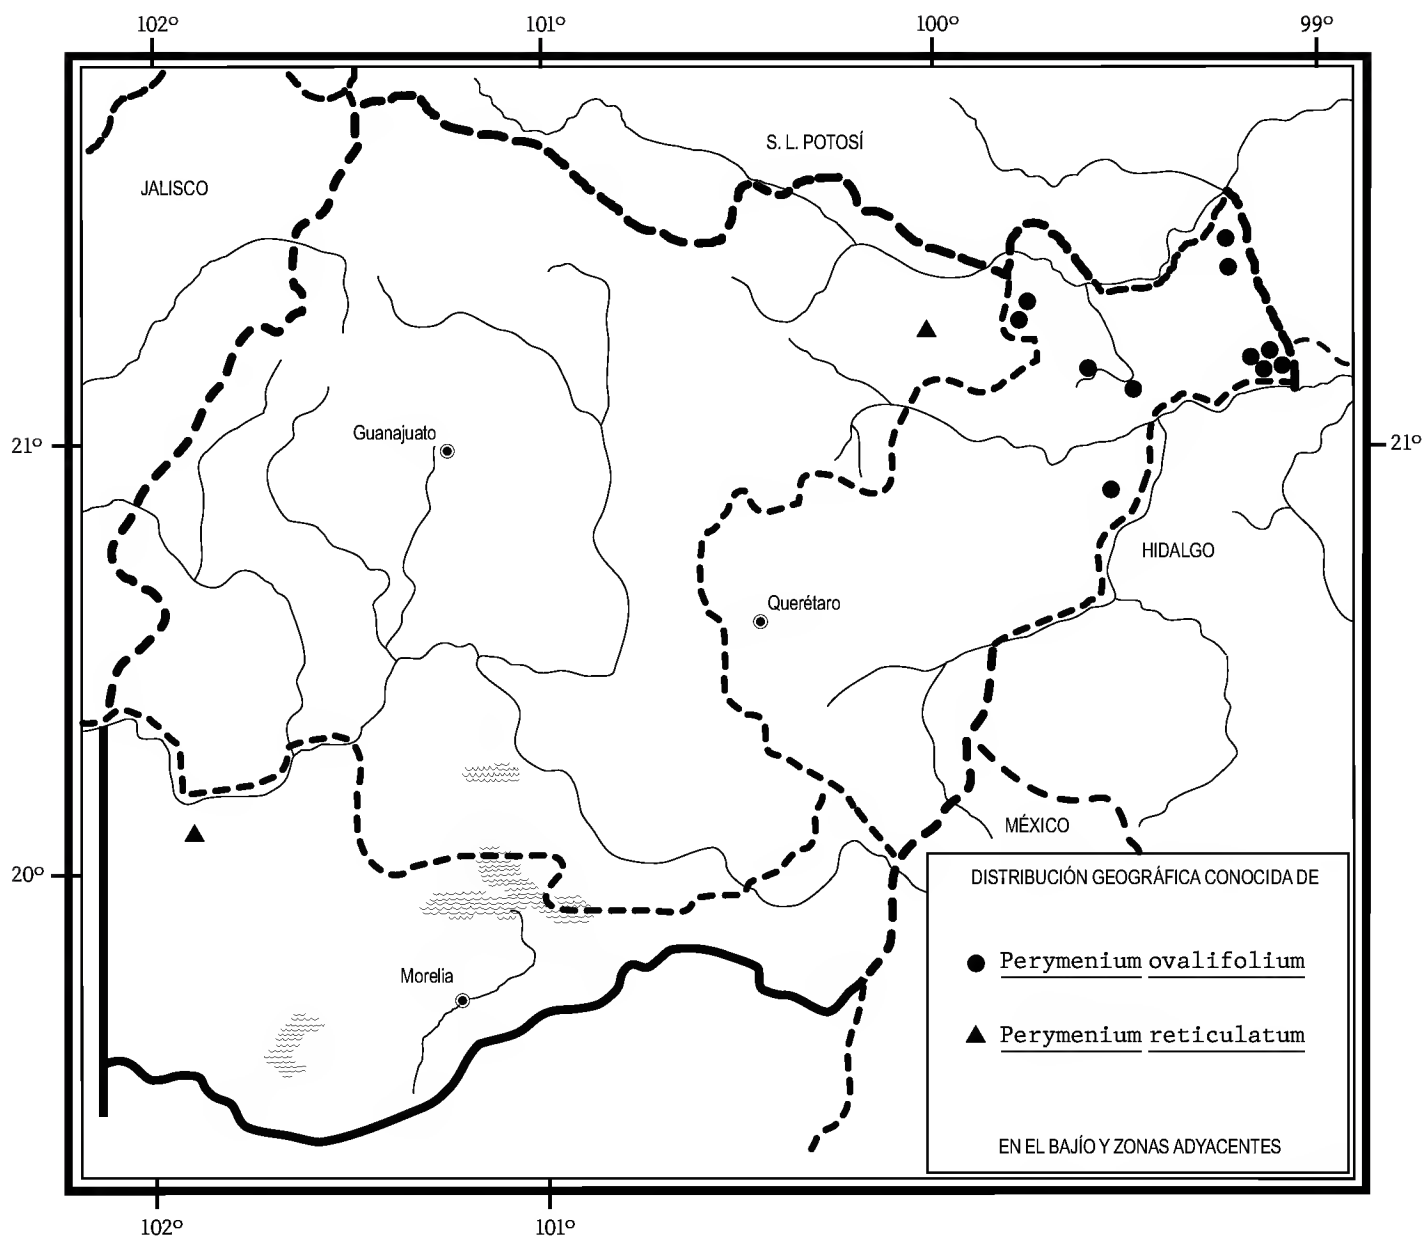 102º 101º 100º 99º
S. L. POTOSÍ
JALISCO
Guanajuato
21º 21º
HIDALGO
Querétaro
MÉXICO
20º
DISTRIBUCIÓN GEOGRÁFICA CONOCIDA DE
Perymenium ovalifolium
Morelia
Perymenium reticulatum
EN EL BAJÍO Y ZONAS ADYACENTES
102º 101º